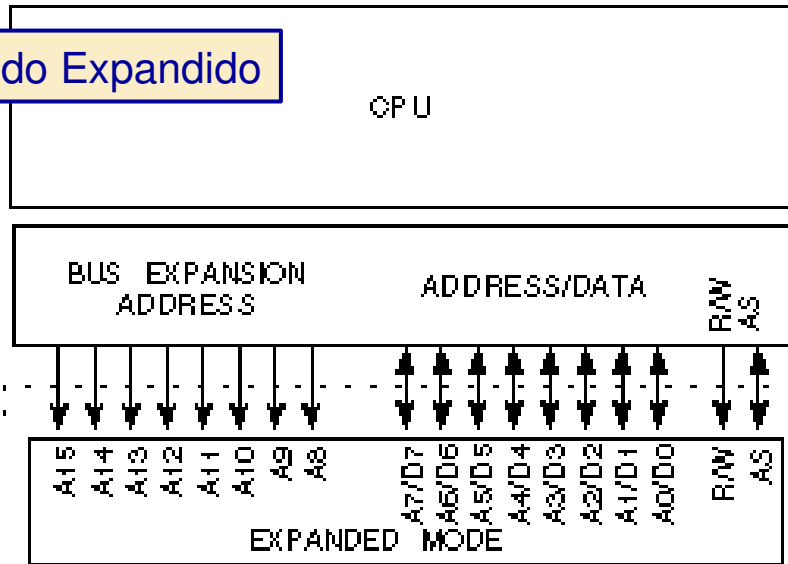 do Expandido
CPU
BUS EXPANSION
ADDRESS
ADDRESS/DATA
R/W
AS
A15
A14
A13
A12
A11
A10
A9
A8
A7/D7
A6/D6
A5/D5
A4/D4
A3/D3
A2/D2
A1/D1
A0/D0
R/W
AS
EXPANDED MODE